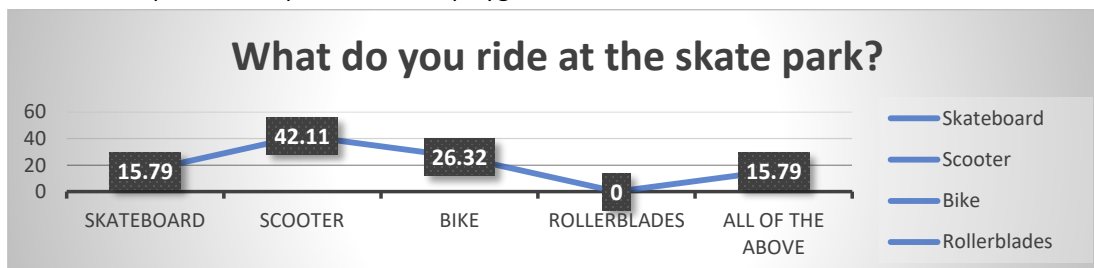 What do you ride at the skate park?
60
40
20
0
15.79
42.11
26.32
0
15.79
SKATEBOARD
SCOOTER
BIKE
ROLLERBLADES
ALL OF THE
ABOVE
Skateboard
Scooter
Bike
Rollerblades